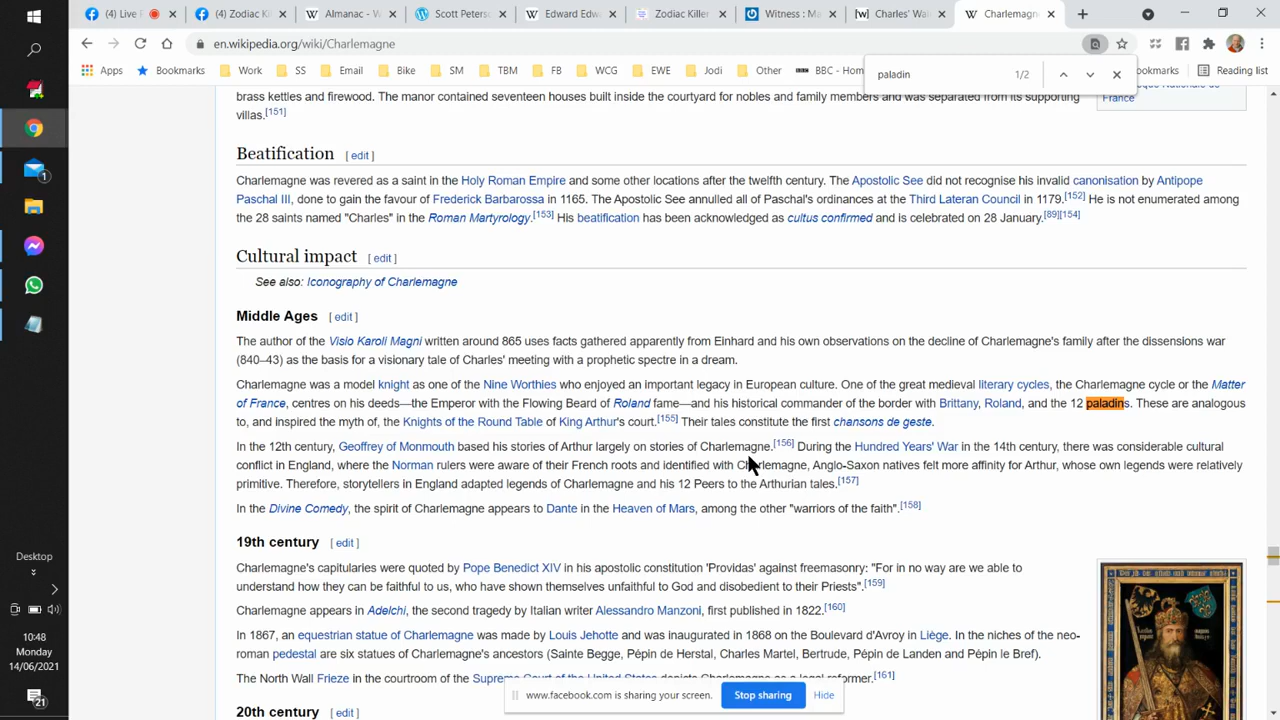 (4) Live P
(4) Zodiac Ki
Almanac - W
Scott Peters
Edward Edw
Zodiac Killer
Witness : Ma
Charles' Wai
Charlemagn
en.wikipedia.org/wiki/Charlemagne
Apps
Bookmarks
Work
SS
Email
Bike
SM
TBM
FB
WCG
EWE
Jodi
Other
BBC - Hom
paladin
1/2
ookmarks
Reading list
brass kettles and firewood. The manor contained seventeen houses built inside the courtyard for nobles and family members and was separated from its supporting
villas.[151]
France
Beatification [ edit ]
Charlemagne was revered as a saint in the Holy Roman Empire and some other locations after the twelfth century. The Apostolic See did not recognise his invalid canonisation by Antipope
Paschal III, done to gain the favour of Frederick Barbarossa in 1165. The Apostolic See annulled all of Paschal's ordinances at the Third Lateran Council in 1179.[152] He is not enumerated among
the 28 saints named "Charles" in the Roman Martyrology.[153] His beatification has been acknowledged as cultus confirmed and is celebrated on 28 January.[89][154]
Cultural impact [ edit ]
See also: Iconography of Charlemagne
Middle Ages [ edit ]
The author of the Visio Karoli Magni written around 865 uses facts gathered apparently from Einhard and his own observations on the decline of Charlemagne's family after the dissensions war
(840–43) as the basis for a visionary tale of Charles' meeting with a prophetic spectre in a dream.
Charlemagne was a model knight as one of the Nine Worthies who enjoyed an important legacy in European culture. One of the great medieval literary cycles, the Charlemagne cycle or the Matter
of France, centres on his deeds—the Emperor with the Flowing Beard of Roland fame—and his historical commander of the border with Brittany, Roland, and the 12 paladins. These are analogous
to, and inspired the myth of, the Knights of the Round Table of King Arthur's court.[155] Their tales constitute the first chansons de geste.
In the 12th century, Geoffrey of Monmouth based his stories of Arthur largely on stories of Charlemagne.[156] During the Hundred Years' War in the 14th century, there was considerable cultural
conflict in England, where the Norman rulers were aware of their French roots and identified with Charlemagne, Anglo-Saxon natives felt more affinity for Arthur, whose own legends were relatively
primitive. Therefore, storytellers in England adapted legends of Charlemagne and his 12 Peers to the Arthurian tales.[157]
In the Divine Comedy, the spirit of Charlemagne appears to Dante in the Heaven of Mars, among the other "warriors of the faith".[158]
19th century [ edit ]
Charlemagne's capitularies were quoted by Pope Benedict XIV in his apostolic constitution 'Providas' against freemasonry: "For in no way are we able to
understand how they can be faithful to us, who have shown themselves unfaithful to God and disobedient to their Priests".[159]
Charlemagne appears in Adelchi, the second tragedy by Italian writer Alessandro Manzoni, first published in 1822.[160]
In 1867, an equestrian statue of Charlemagne was made by Louis Jehotte and was inaugurated in 1868 on the Boulevard d'Avroy in Liège. In the niches of the neo-
roman pedestal are six statues of Charlemagne's ancestors (Sainte Begge, Pépin de Herstal, Charles Martel, Bertrude, Pépin de Landen and Pépin le Bref).
The North Wall Frieze in the courtroom of the Supreme Court of the United States depicts Charlemagne as a legal reformer.[161]
20th century [ edit ]
www.facebook.com is sharing your screen.
Stop sharing
Hide
1
Desktop
10:48
Monday
14/06/2021
21